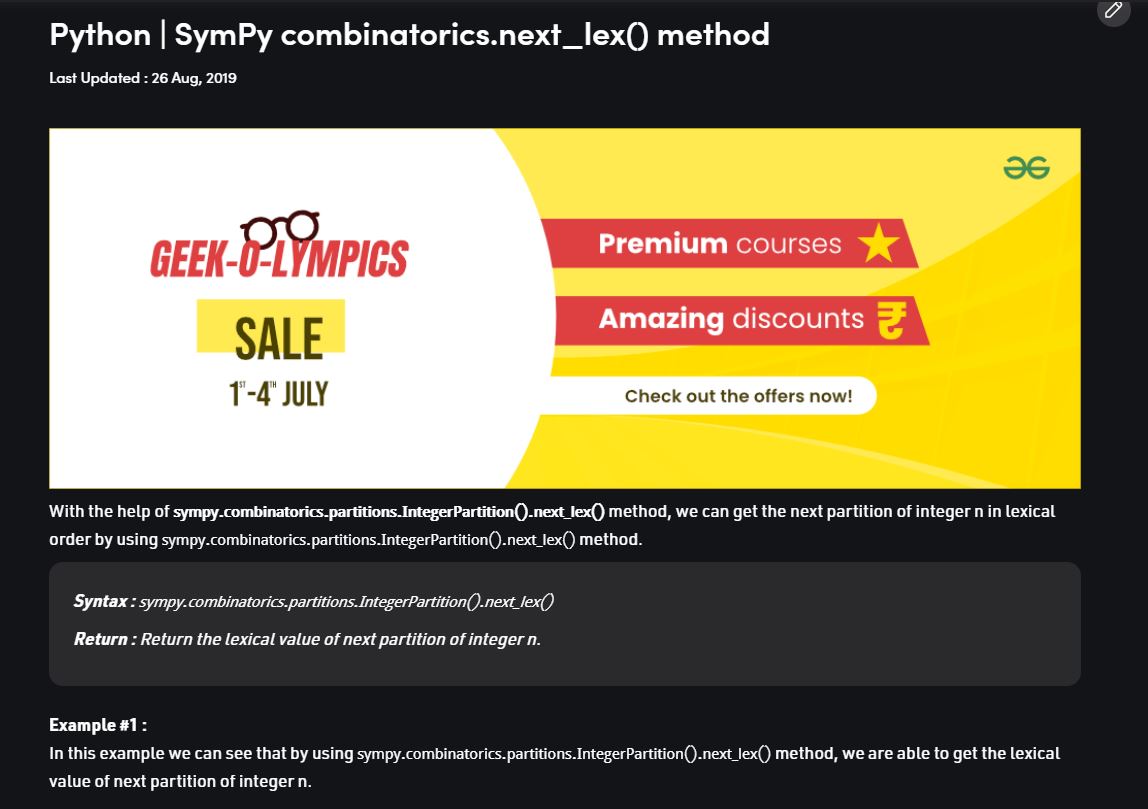 Python | SymPy combinatorics.next_lex() method
Last Updated : 26 Aug, 2019
GEEK-O-LYMPICS
SALE
1ST-4TH JULY
Premium courses
Amazing discounts
Check out the offers now!
With the help of sympy.combinatorics.partitions.IntegerPartition().next_lex() method, we can get the next partition of integer n in lexical
order by using sympy.combinatorics.partitions.IntegerPartition().next_lex() method.
Syntax : sympy.combinatorics.partitions.IntegerPartition().next_lex()
Return : Return the lexical value of next partition of integer n.
Example #1 :
In this example we can see that by using sympy.combinatorics.partitions.IntegerPartition().next_lex() method, we are able to get the lexical
value of next partition of integer n.